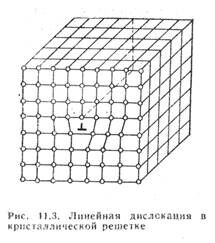 Рис. 11.3. Линейная дислокация в
кристаллической решетке